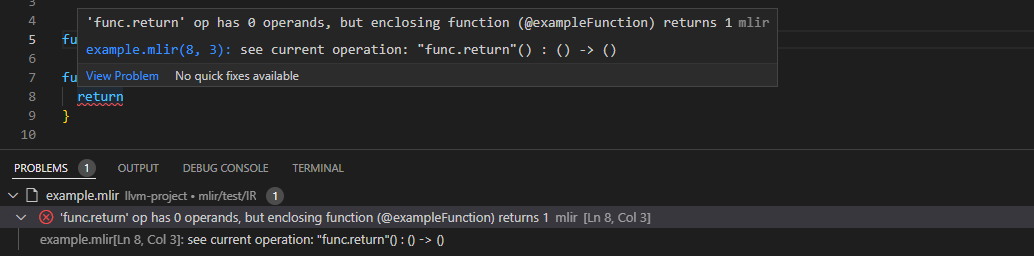 3
4
'func.return' op has 0 operands, but enclosing function (@exampleFunction) returns 1 mlir
5 fu
example.mlir(8, 3): see current operation: "func.return"() : () -> ()
6
7 fu
View Problem No quick fixes available
8 return
9 }
10
PROBLEMS 1 OUTPUT DEBUG CONSOLE TERMINAL
example.mlir llvm-project • mlir/test/IR 1
'func.return' op has 0 operands, but enclosing function (@exampleFunction) returns 1 mlir [Ln 8, Col 3]
example.mlir[Ln 8, Col 3]: see current operation: "func.return"() : () -> ()